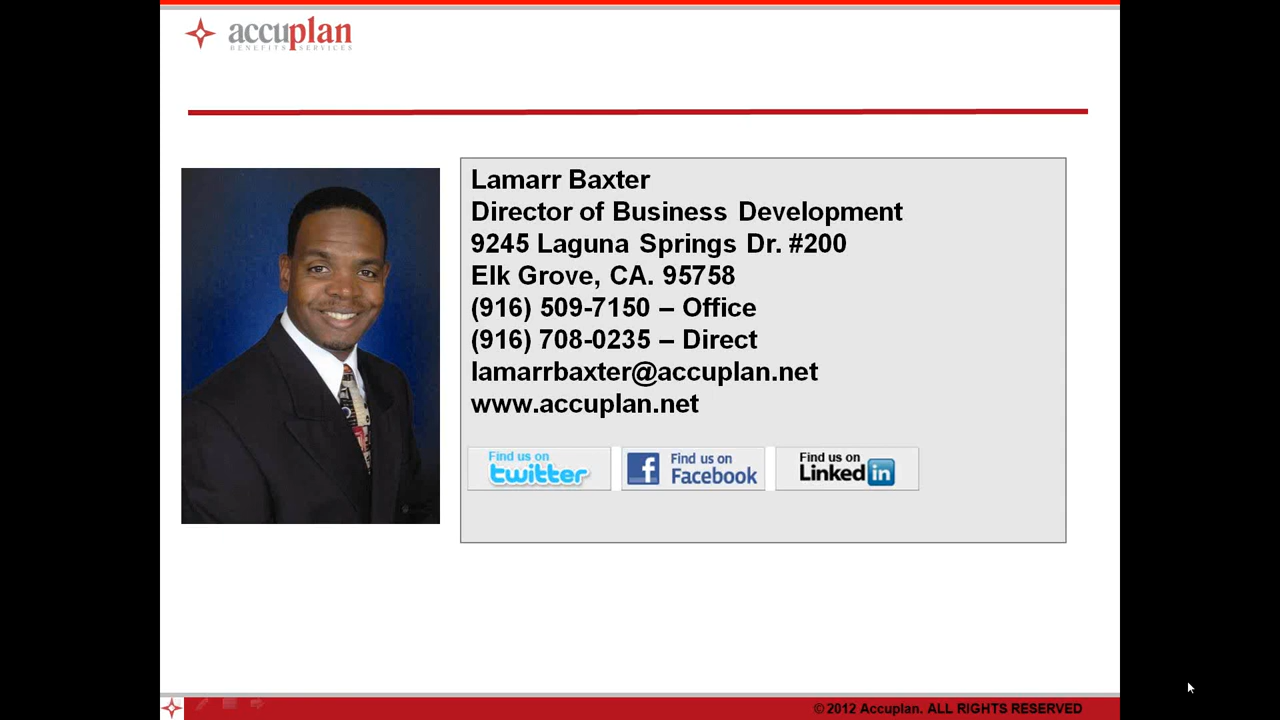 accuplan
BENEFITS SERVICES
Lamarr Baxter
Director of Business Development
9245 Laguna Springs Dr. #200
Elk Grove, CA. 95758
(916) 509-7150 – Office
(916) 708-0235 – Direct
lamarrbaxter@accuplan.net
www.accuplan.net
Find us on
twitter
Find us on
Facebook
Find us on
Linked in
© 2012 Accuplan. ALL RIGHTS RESERVED